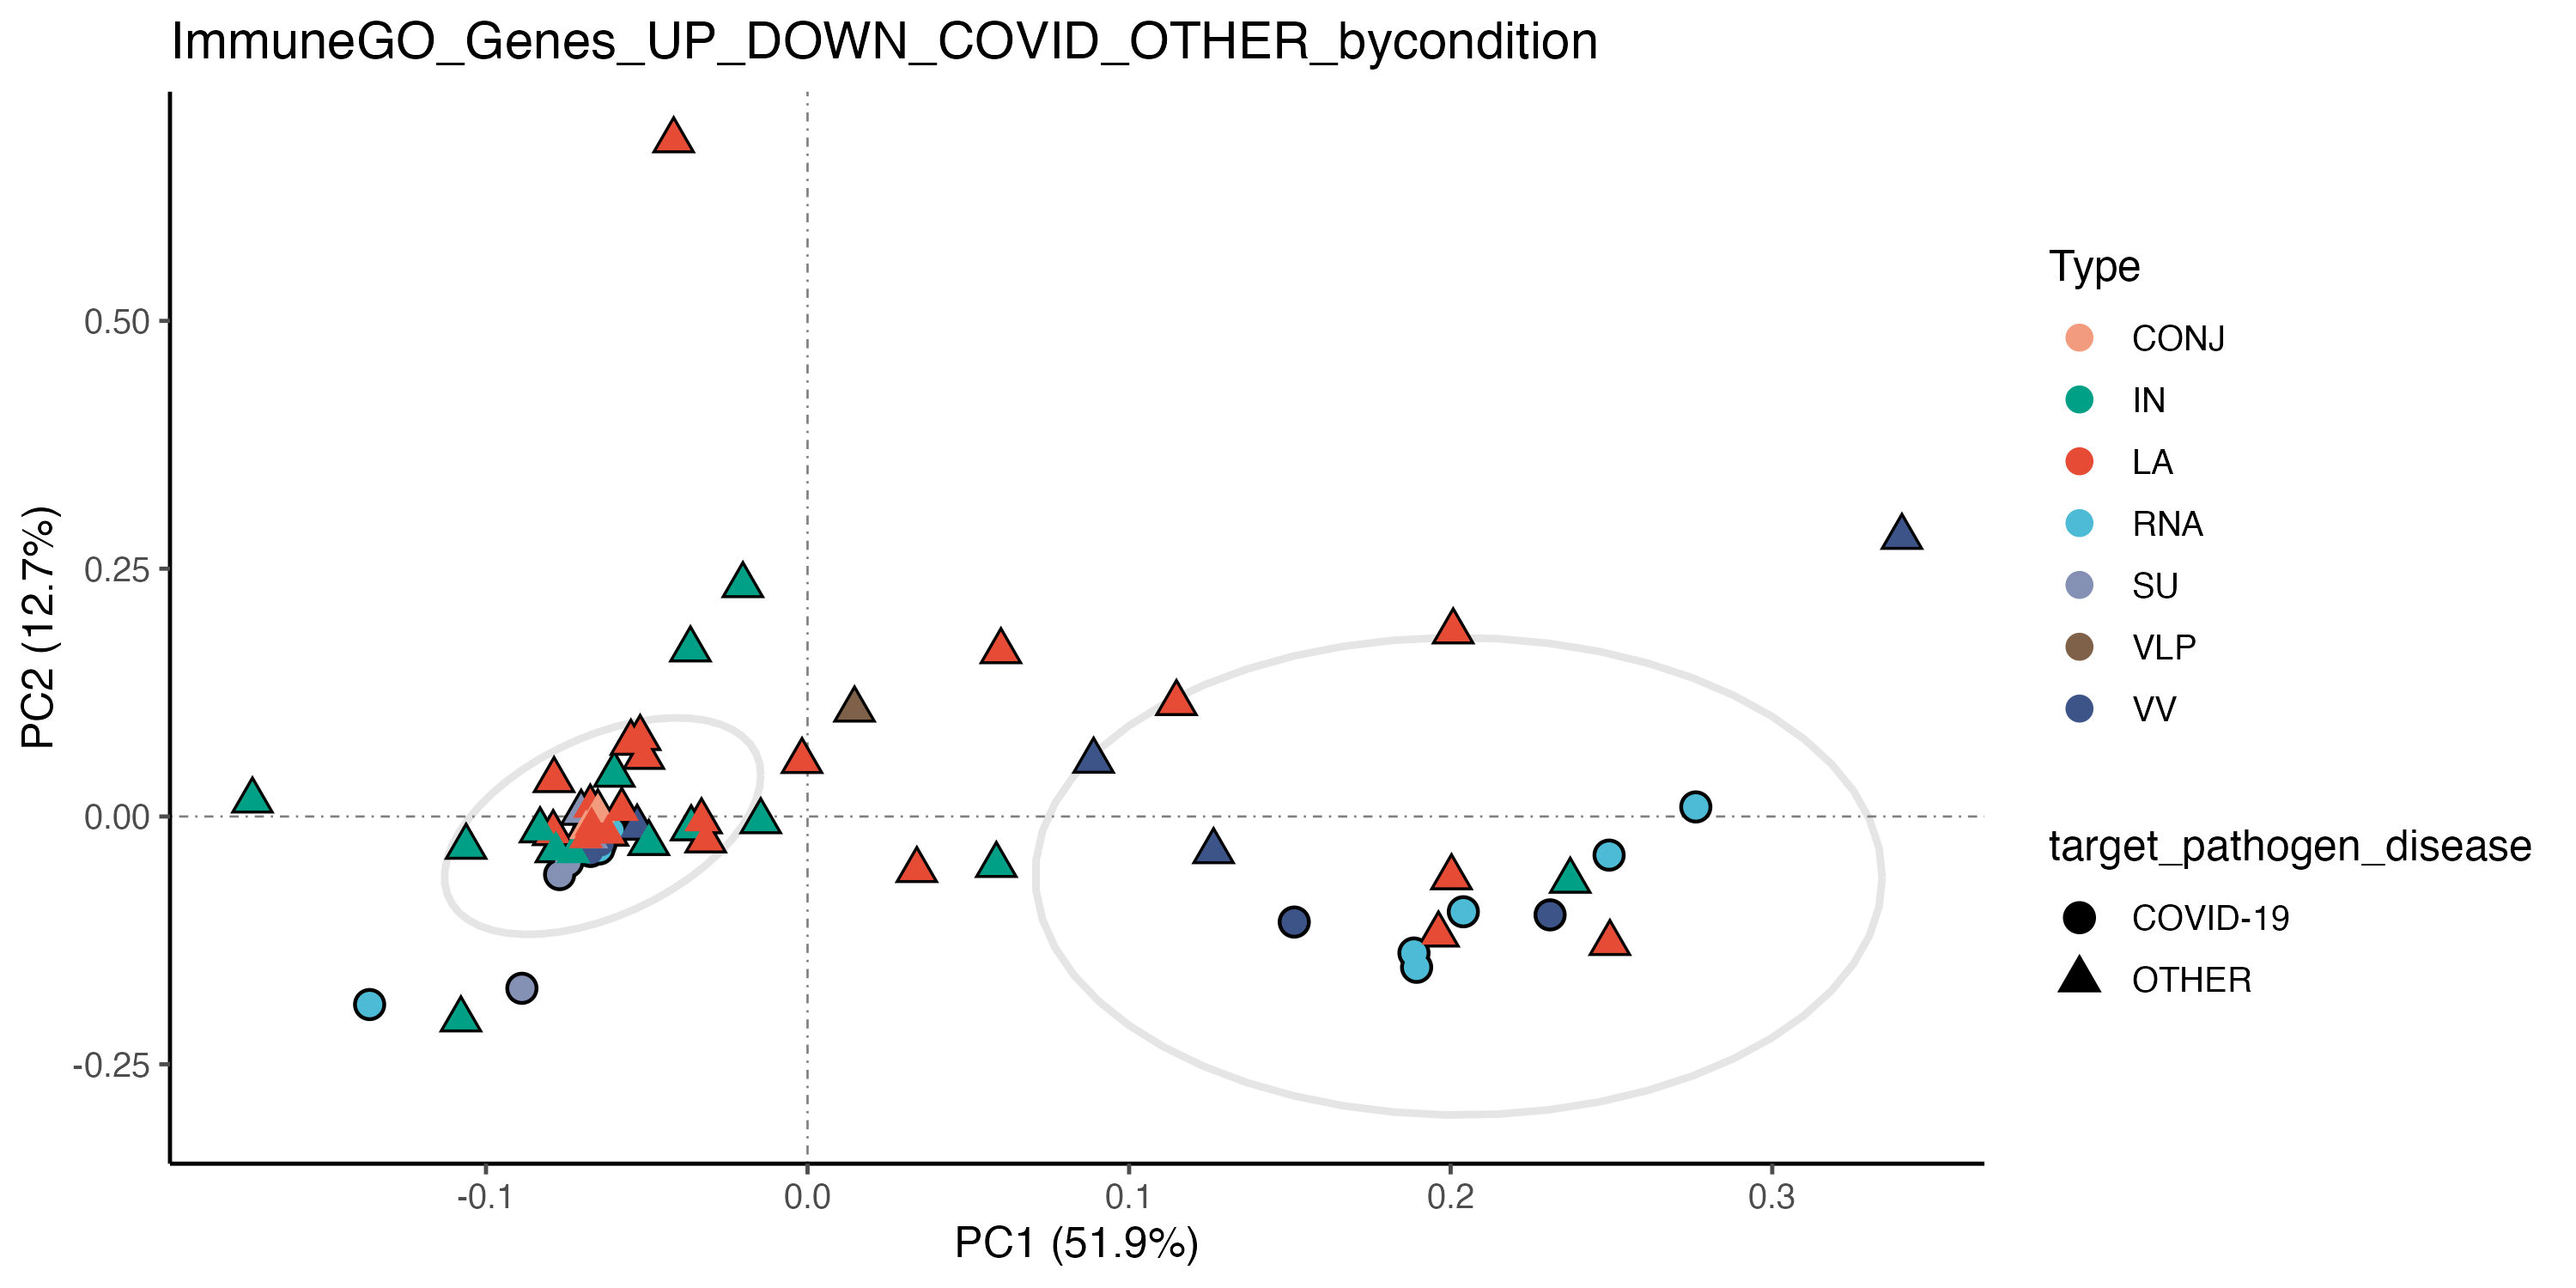 ImmuneGO_Genes_UP_DOWN_COVID_OTHER_bycondition
PC2 (12.7%)
0.50
0.25
0.00
-0.25
-0.1
0.0
0.1
0.2
0.3
PC1 (51.9%)
Type
CONJ
IN
LA
RNA
SU
VLP
VV
target_pathogen_disease
COVID-19
OTHER